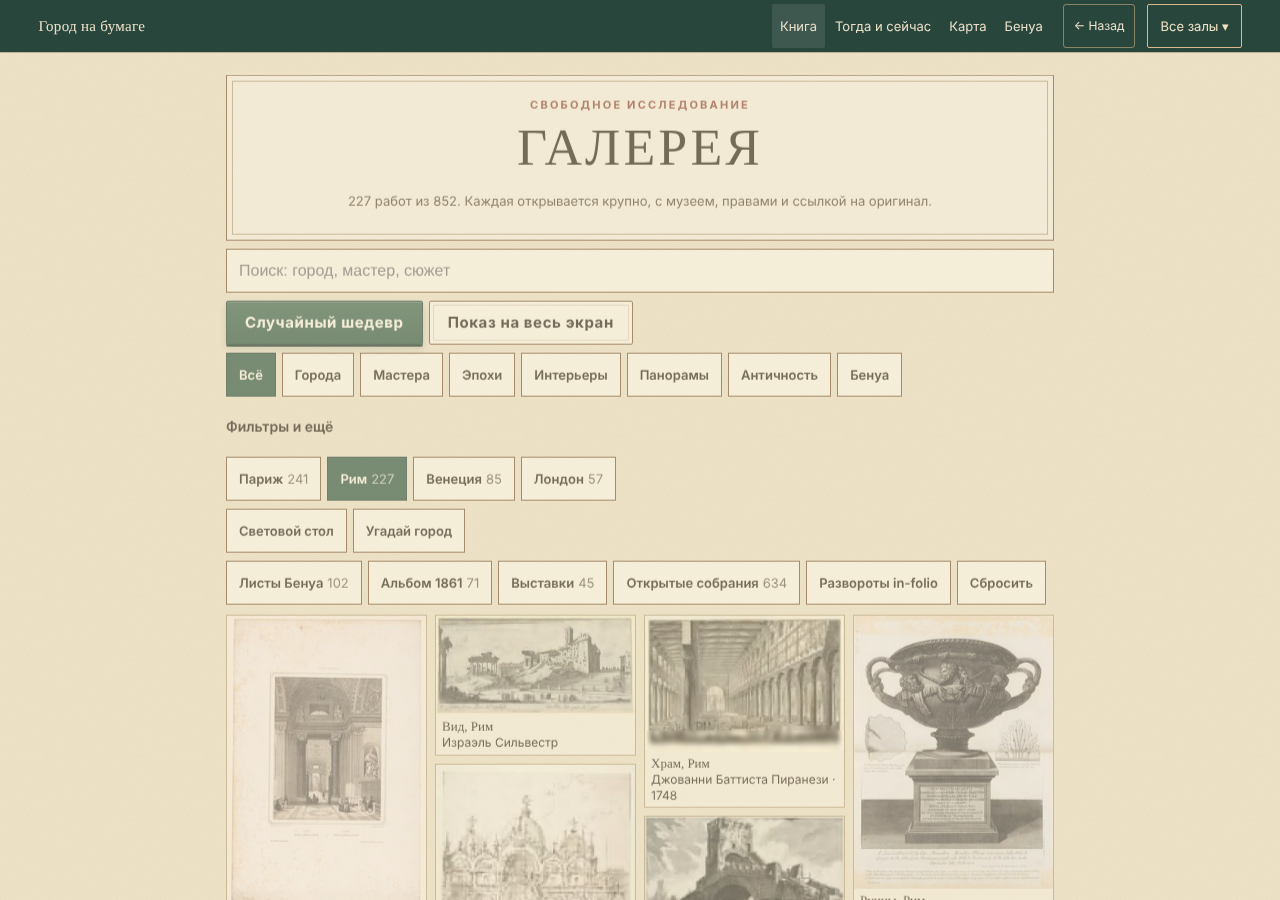 Город на бумаге
Книга
Тогда и сейчас
Карта
Бенуа
← Назад
Все залы ▾
СВОБОДНОЕ ИССЛЕДОВАНИЕ
ГАЛЕРЕЯ
227 работ из 852. Каждая открывается крупно, с музеем, правами и ссылкой на оригинал.
Поиск: город, мастер, сюжет
Случайный шедевр
Показ на весь экран
Всё
Города
Мастера
Эпохи
Интерьеры
Панорамы
Античность
Бенуа
Фильтры и ещё
Париж 241
Рим 227
Венеция 85
Лондон 57
Световой стол
Угадай город
Листы Бенуа 102
Альбом 1861 71
Выставки 45
Открытые собрания 634
Развороты in-folio
Сбросить
Вид, Рим
Израэль Сильвестр
Храм, Рим
Джованни Баттиста Пиранези ·
1748